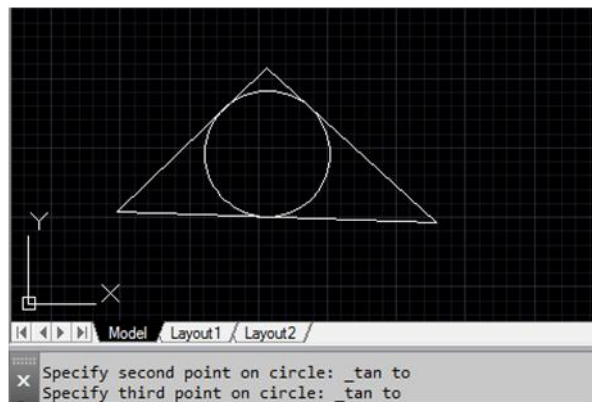 Y
X
Model Layout1 Layout2
Specify second point on circle: _tan to
Specify third point on circle: _tan to